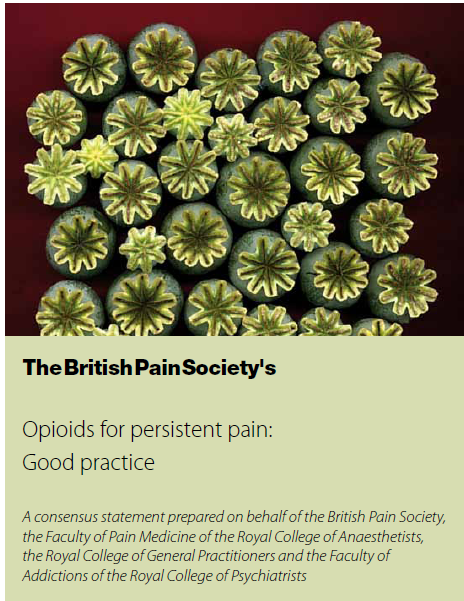 The British Pain Society's
Opioids for persistent pain:
Good practice
A consensus statement prepared on behalf of the British Pain Society,
the Faculty of Pain Medicine of the Royal College of Anaesthetists,
the Royal College of General Practitioners and the Faculty of
Addictions of the Royal College of Psychiatrists